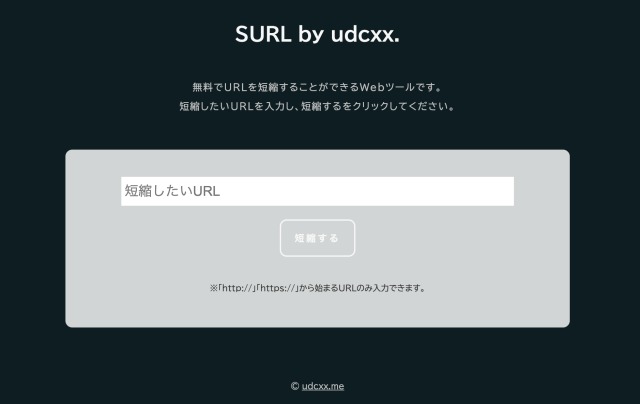 SURL by udcxx.
無料でURLを短縮することができるWebツールです。
短縮したいURLを入力し、短縮するをクリックしてください。
短縮したいURL
短縮する
※「http://」「https://」から始まるURLのみ入力できます。
© udcxx.me